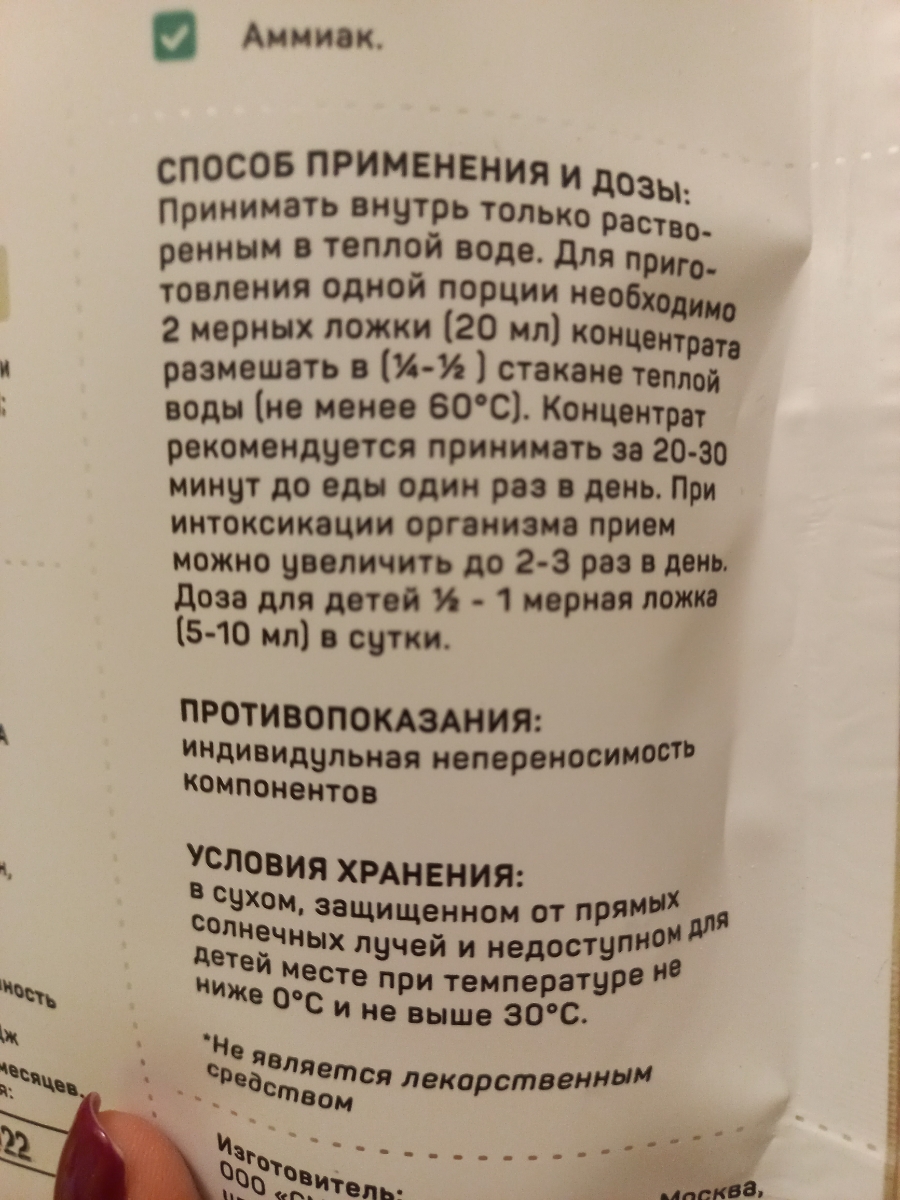 Аммиак.
СПОСОБ ПРИМЕНЕНИЯ И ДОЗЫ:
Принимать внутрь только раство-
ренным в теплой воде. Для приго-
товления одной порции необходимо
2 мерных ложки (20 мл) концентрата
размешать в (¼-½ ) стакане теплой
воды (не менее 60°С). Концентрат
рекомендуется принимать за 20-30
минут до еды один раз в день. При
интоксикации организма прием
можно увеличить до 2-3 раз в день.
Доза для детей ½ - 1 мерная ложка
(5-10 мл) в сутки.
ПРОТИВОПОКАЗАНИЯ:
индивидульная непереносимость
компонентов
УСЛОВИЯ ХРАНЕНИЯ:
в сухом, защищенном от прямых
солнечных лучей и недоступном для
детей месте при температуре не
ниже 0°С и не выше 30°С.
*Не является лекарственным
средством
Изготовитель:
ООО
Москва,
месяцев.
22